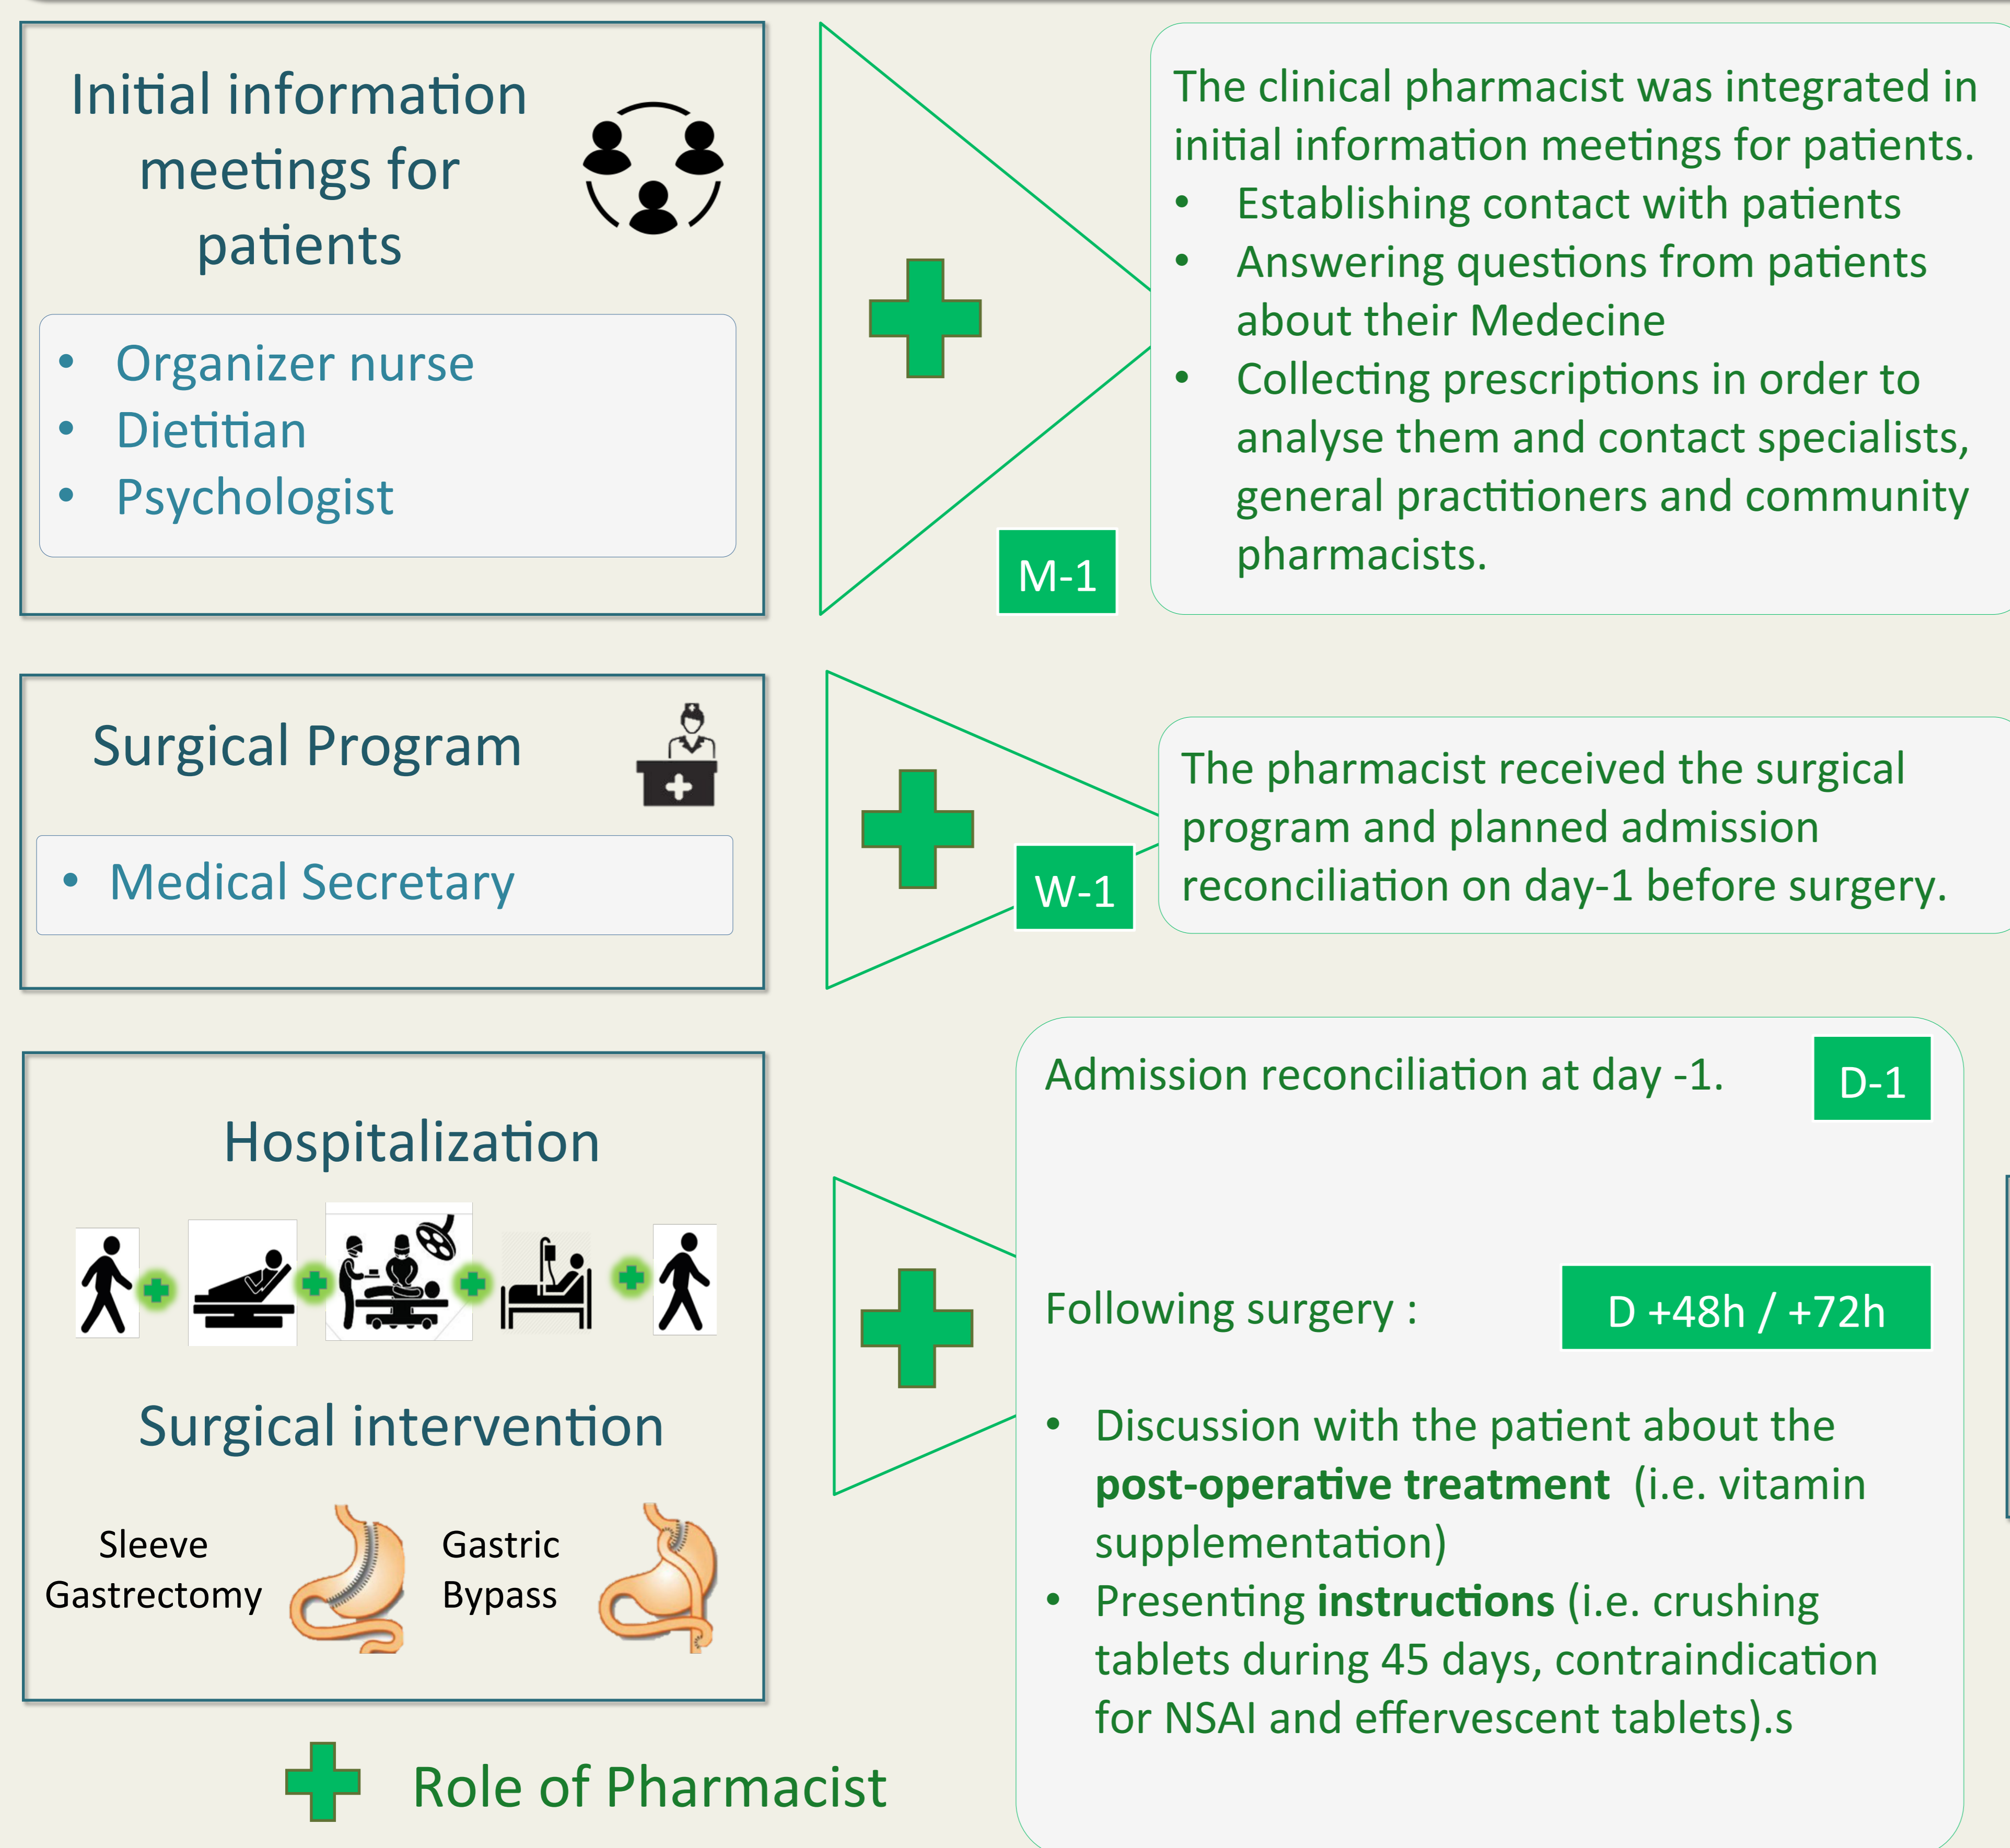 Initial information
meetings for
patients
• Organizer nurse
• Dietitian
• Psychologist
M-1
The clinical pharmacist was integrated in
initial information meetings for patients.
• Establishing contact with patients
• Answering questions from patients
about their Medecine
• Collecting prescriptions in order to
analyse them and contact specialists,
general practitioners and community
pharmacists.
Surgical Program
• Medical Secretary
W-1
The pharmacist received the surgical
program and planned admission
reconciliation on day-1 before surgery.
Hospitalization
Surgical intervention
Sleeve
Gastrectomy
Gastric
Bypass
Admission reconciliation at day -1.
D-1
Following surgery :
D +48h / +72h
• Discussion with the patient about the
post-operative treatment (i.e. vitamin
supplementation)
• Presenting instructions (i.e. crushing
tablets during 45 days, contraindication
for NSAI and effervescent tablets).s
Role of Pharmacist